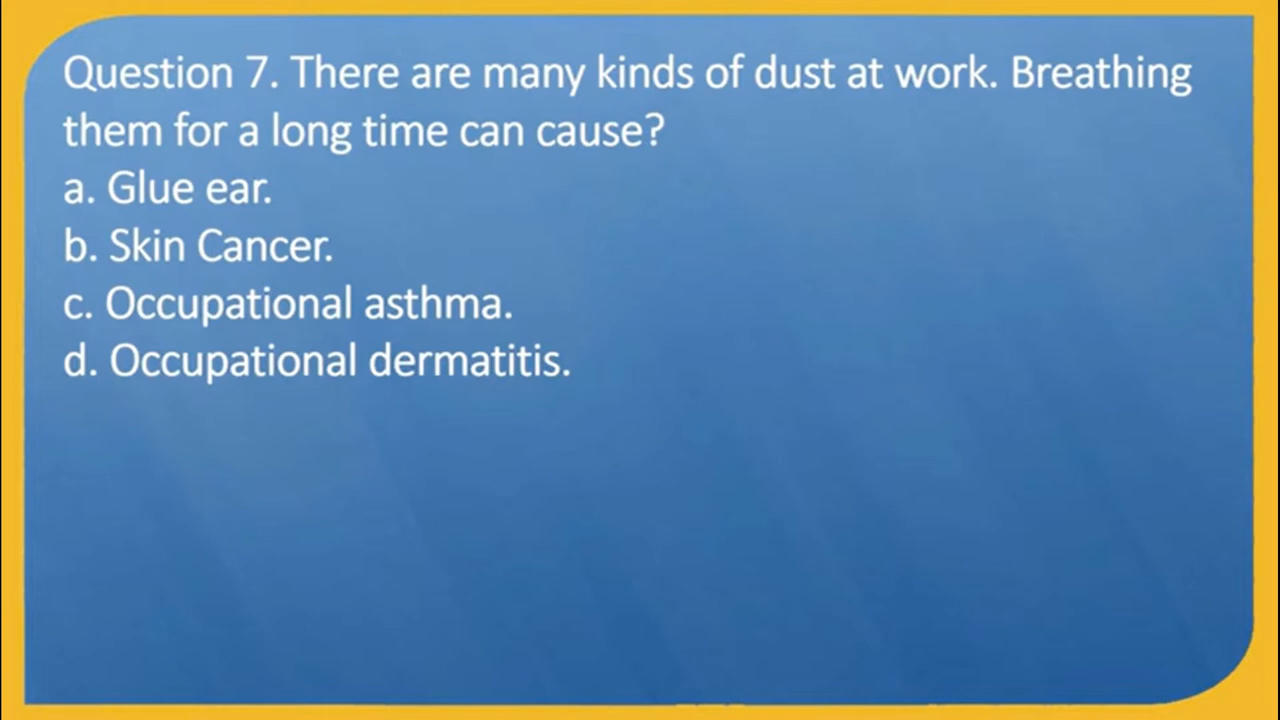 Question 7. There are many kinds of dust at work. Breathing
them for a long time can cause?
a. Glue ear.
b. Skin Cancer.
c. Occupational asthma.
d. Occupational dermatitis.